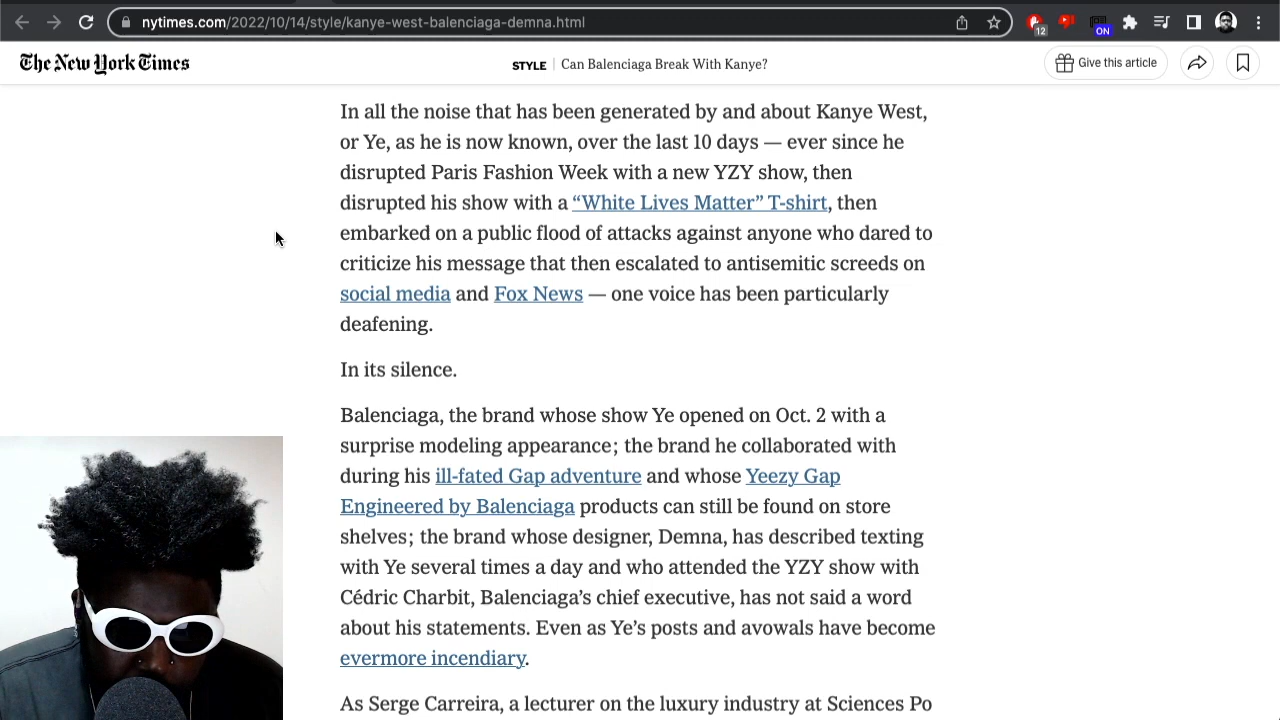 nytimes.com/2022/10/14/style/kanye-west-balenciaga-demna.html
12
ON
The New York Times
STYLE | Can Balenciaga Break With Kanye?
Give this article
In all the noise that has been generated by and about Kanye West,
or Ye, as he is now known, over the last 10 days — ever since he
disrupted Paris Fashion Week with a new YZY show, then
disrupted his show with a “White Lives Matter” T-shirt, then
embarked on a public flood of attacks against anyone who dared to
criticize his message that then escalated to antisemitic screeds on
social media and Fox News — one voice has been particularly
deafening.
In its silence.
Balenciaga, the brand whose show Ye opened on Oct. 2 with a
surprise modeling appearance; the brand he collaborated with
during his ill-fated Gap adventure and whose Yeezy Gap
Engineered by Balenciaga products can still be found on store
shelves; the brand whose designer, Demna, has described texting
with Ye several times a day and who attended the YZY show with
Cédric Charbit, Balenciaga’s chief executive, has not said a word
about his statements. Even as Ye’s posts and avowals have become
evermore incendiary.
As Serge Carreira, a lecturer on the luxury industry at Sciences Po